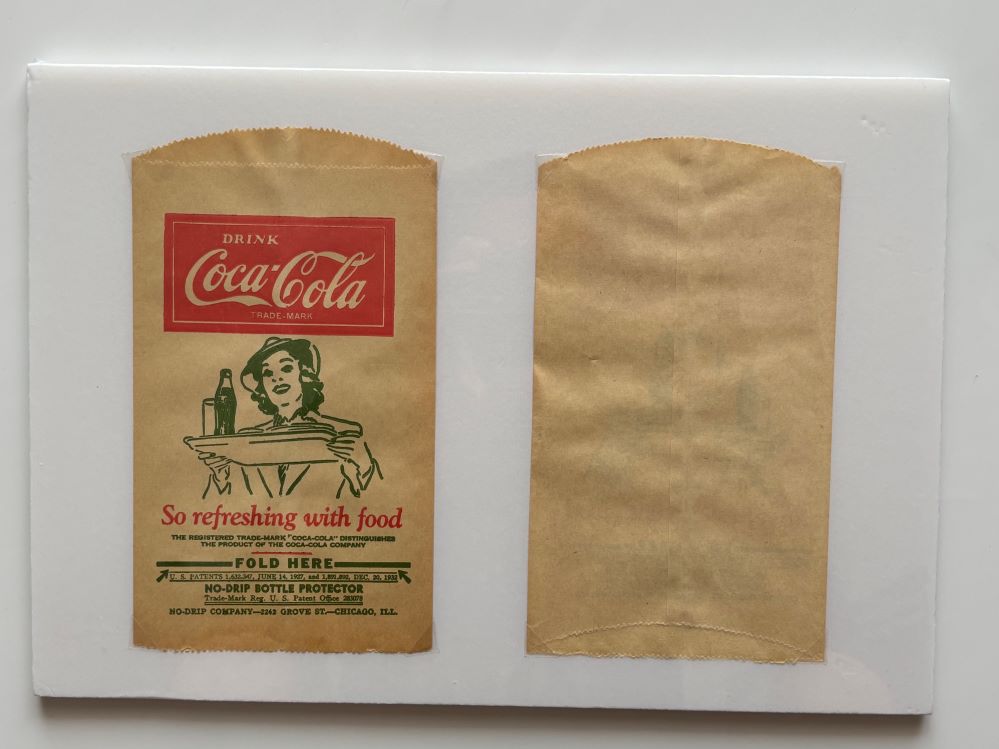 DRINK
Coca-Cola
TRADE-MARK
So refreshing with food
THE REGISTERED TRADE-MARK "COCA-COLA" DISTINGUISHES
THE PRODUCT OF THE COCA-COLA COMPANY
FOLD HERE
U. S. PATENTS 1,632,347, JUNE 14, 1927, and 1,891,892, DEC. 20, 1932
NO-DRIP BOTTLE PROTECTOR
Trade-Mark Reg. U. S. Patent Office 283078
NO-DRIP COMPANY—2242 GROVE ST.—CHICAGO, ILL.